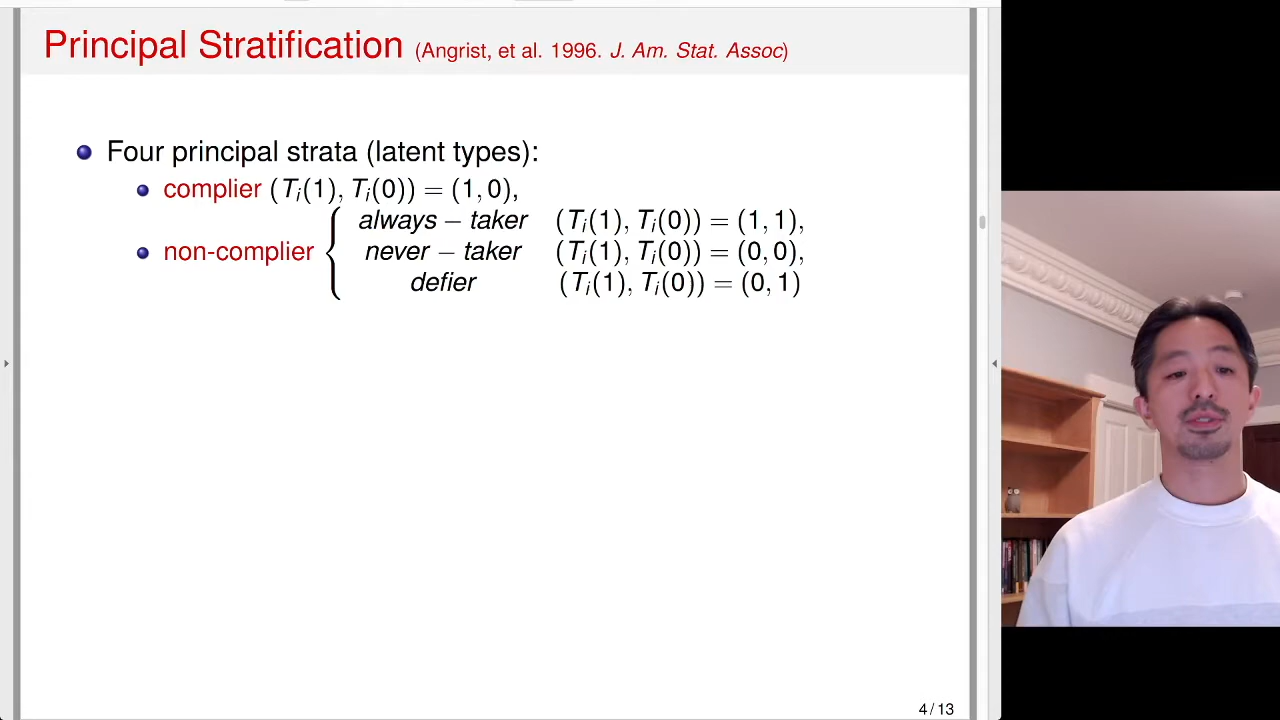 Principal Stratification (Angrist, et al. 1996. J. Am. Stat. Assoc)
Four principal strata (latent types):
complier (Tᵢ(1), Tᵢ(0)) = (1, 0),
always − taker (Tᵢ(1), Tᵢ(0)) = (1, 1),
non-complier { never − taker (Tᵢ(1), Tᵢ(0)) = (0, 0),
defier (Tᵢ(1), Tᵢ(0)) = (0, 1)
4 / 13